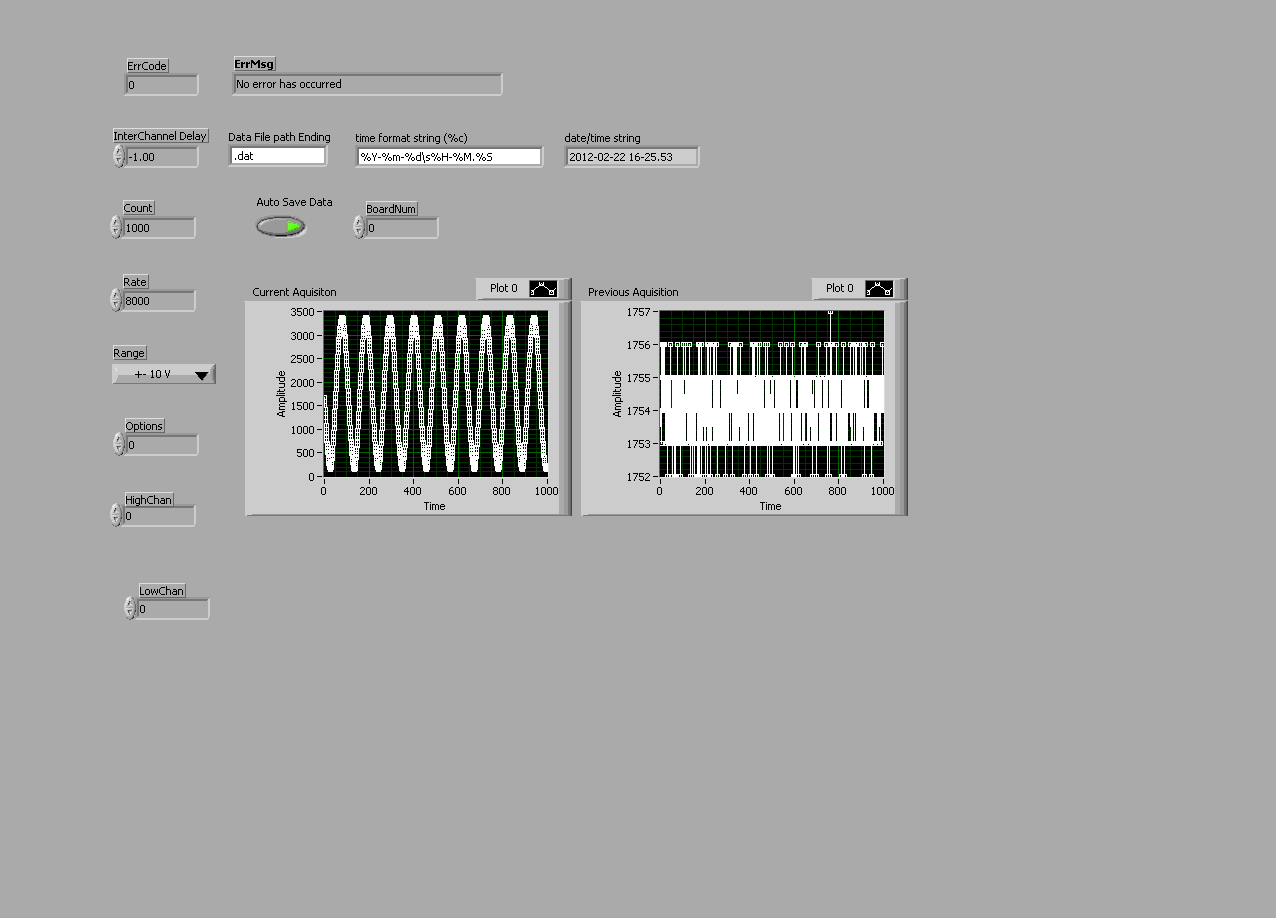 ErrCode
ErrMsg
0
No error has occurred
InterChannel Delay
Data File path Ending
time format string (%c)
date/time string
-1.00
.dat
%Y-%m-%d\s%H-%M.%S
2012-02-22 16-25.53
Count
Auto Save Data
BoardNum
1000
0
Rate
8000
Range
+- 10 V
Options
0
HighChan
0
LowChan
0
Current Aquisiton
Plot 0
3500
3000
2500
2000
1500
1000
500
0
Amplitude
0 200 400 600 800 1000
Time
Previous Aquisition
Plot 0
1757
1756
1755
1754
1753
1752
Amplitude
0 200 400 600 800 1000
Time